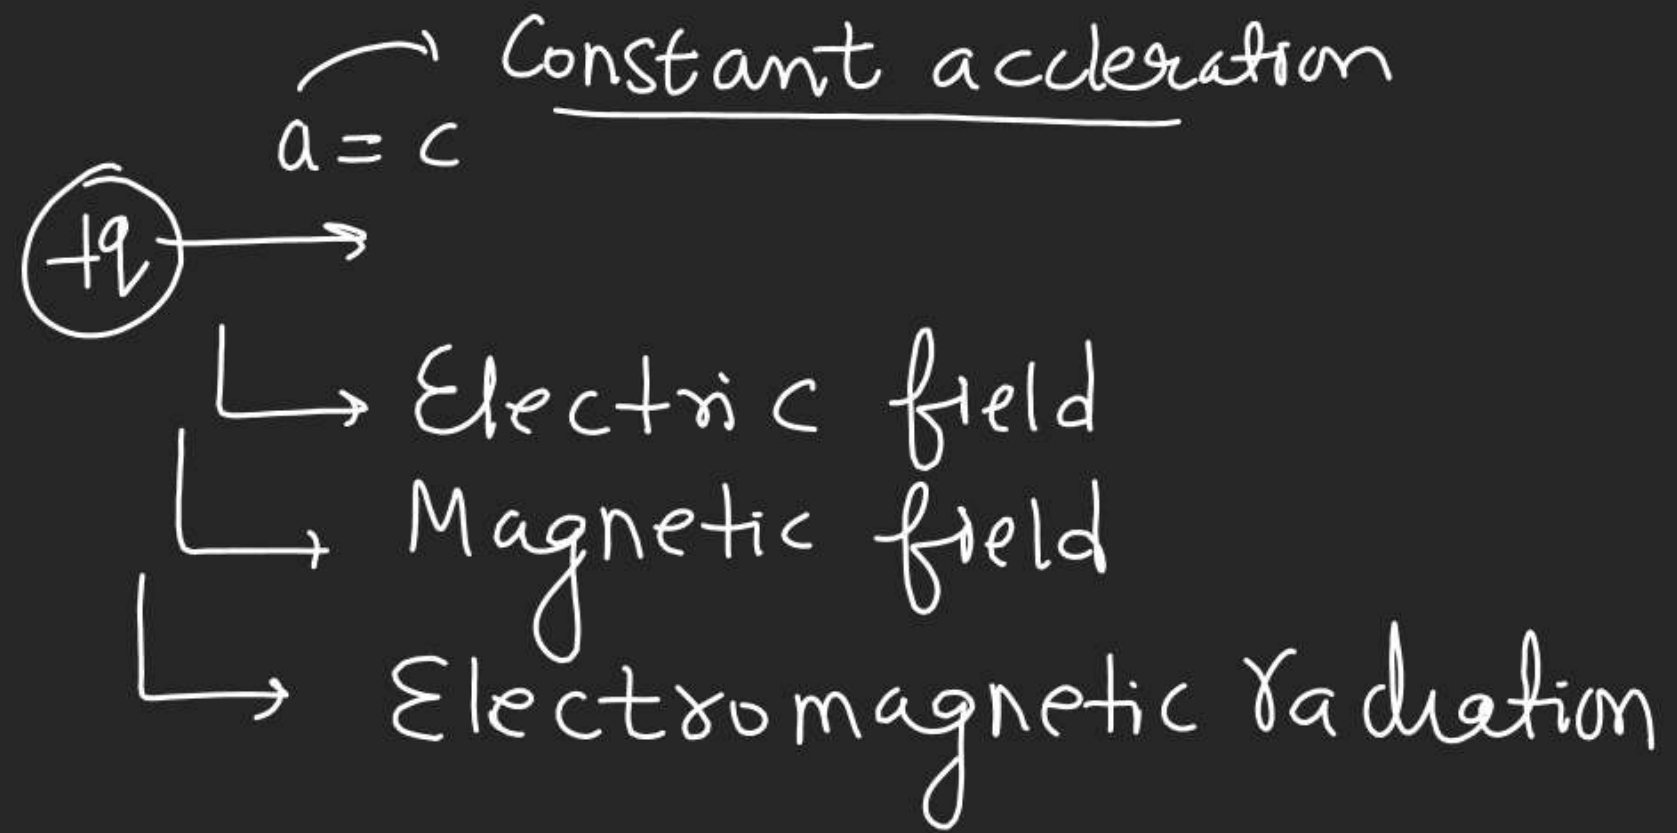 Constant accleration
a = c
+q
Electric field
Magnetic field
Electromagnetic radiation